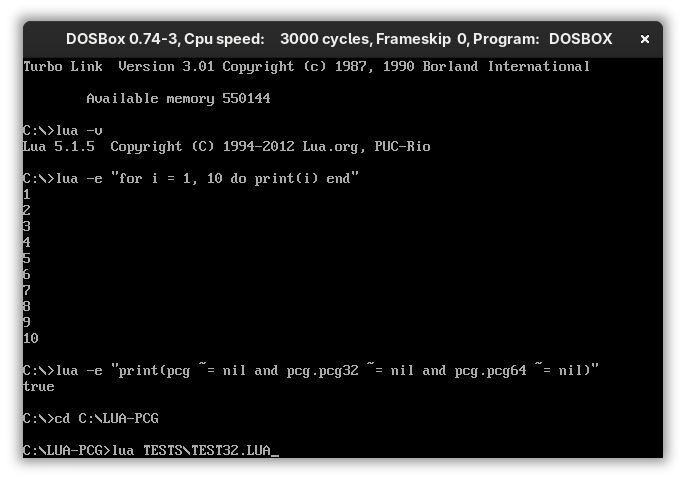 DOSBox 0.74-3, Cpu speed:    3000 cycles, Frameskip  0, Program:   DOSBOX ×
Turbo Link  Version 3.01 Copyright (c) 1987, 1990 Borland International
        Available memory 550144
C:\>lua -v
Lua 5.1.5  Copyright (C) 1994-2012 Lua.org, PUC-Rio
C:\>lua -e "for i = 1, 10 do print(i) end"
1
2
3
4
5
6
7
8
9
10
C:\>lua -e "print(pcg ~= nil and pcg.pcg32 ~= nil and pcg.pcg64 ~= nil)"
true
C:\>cd C:\LUA-PCG
C:\LUA-PCG>lua TESTS\TEST32.LUA_